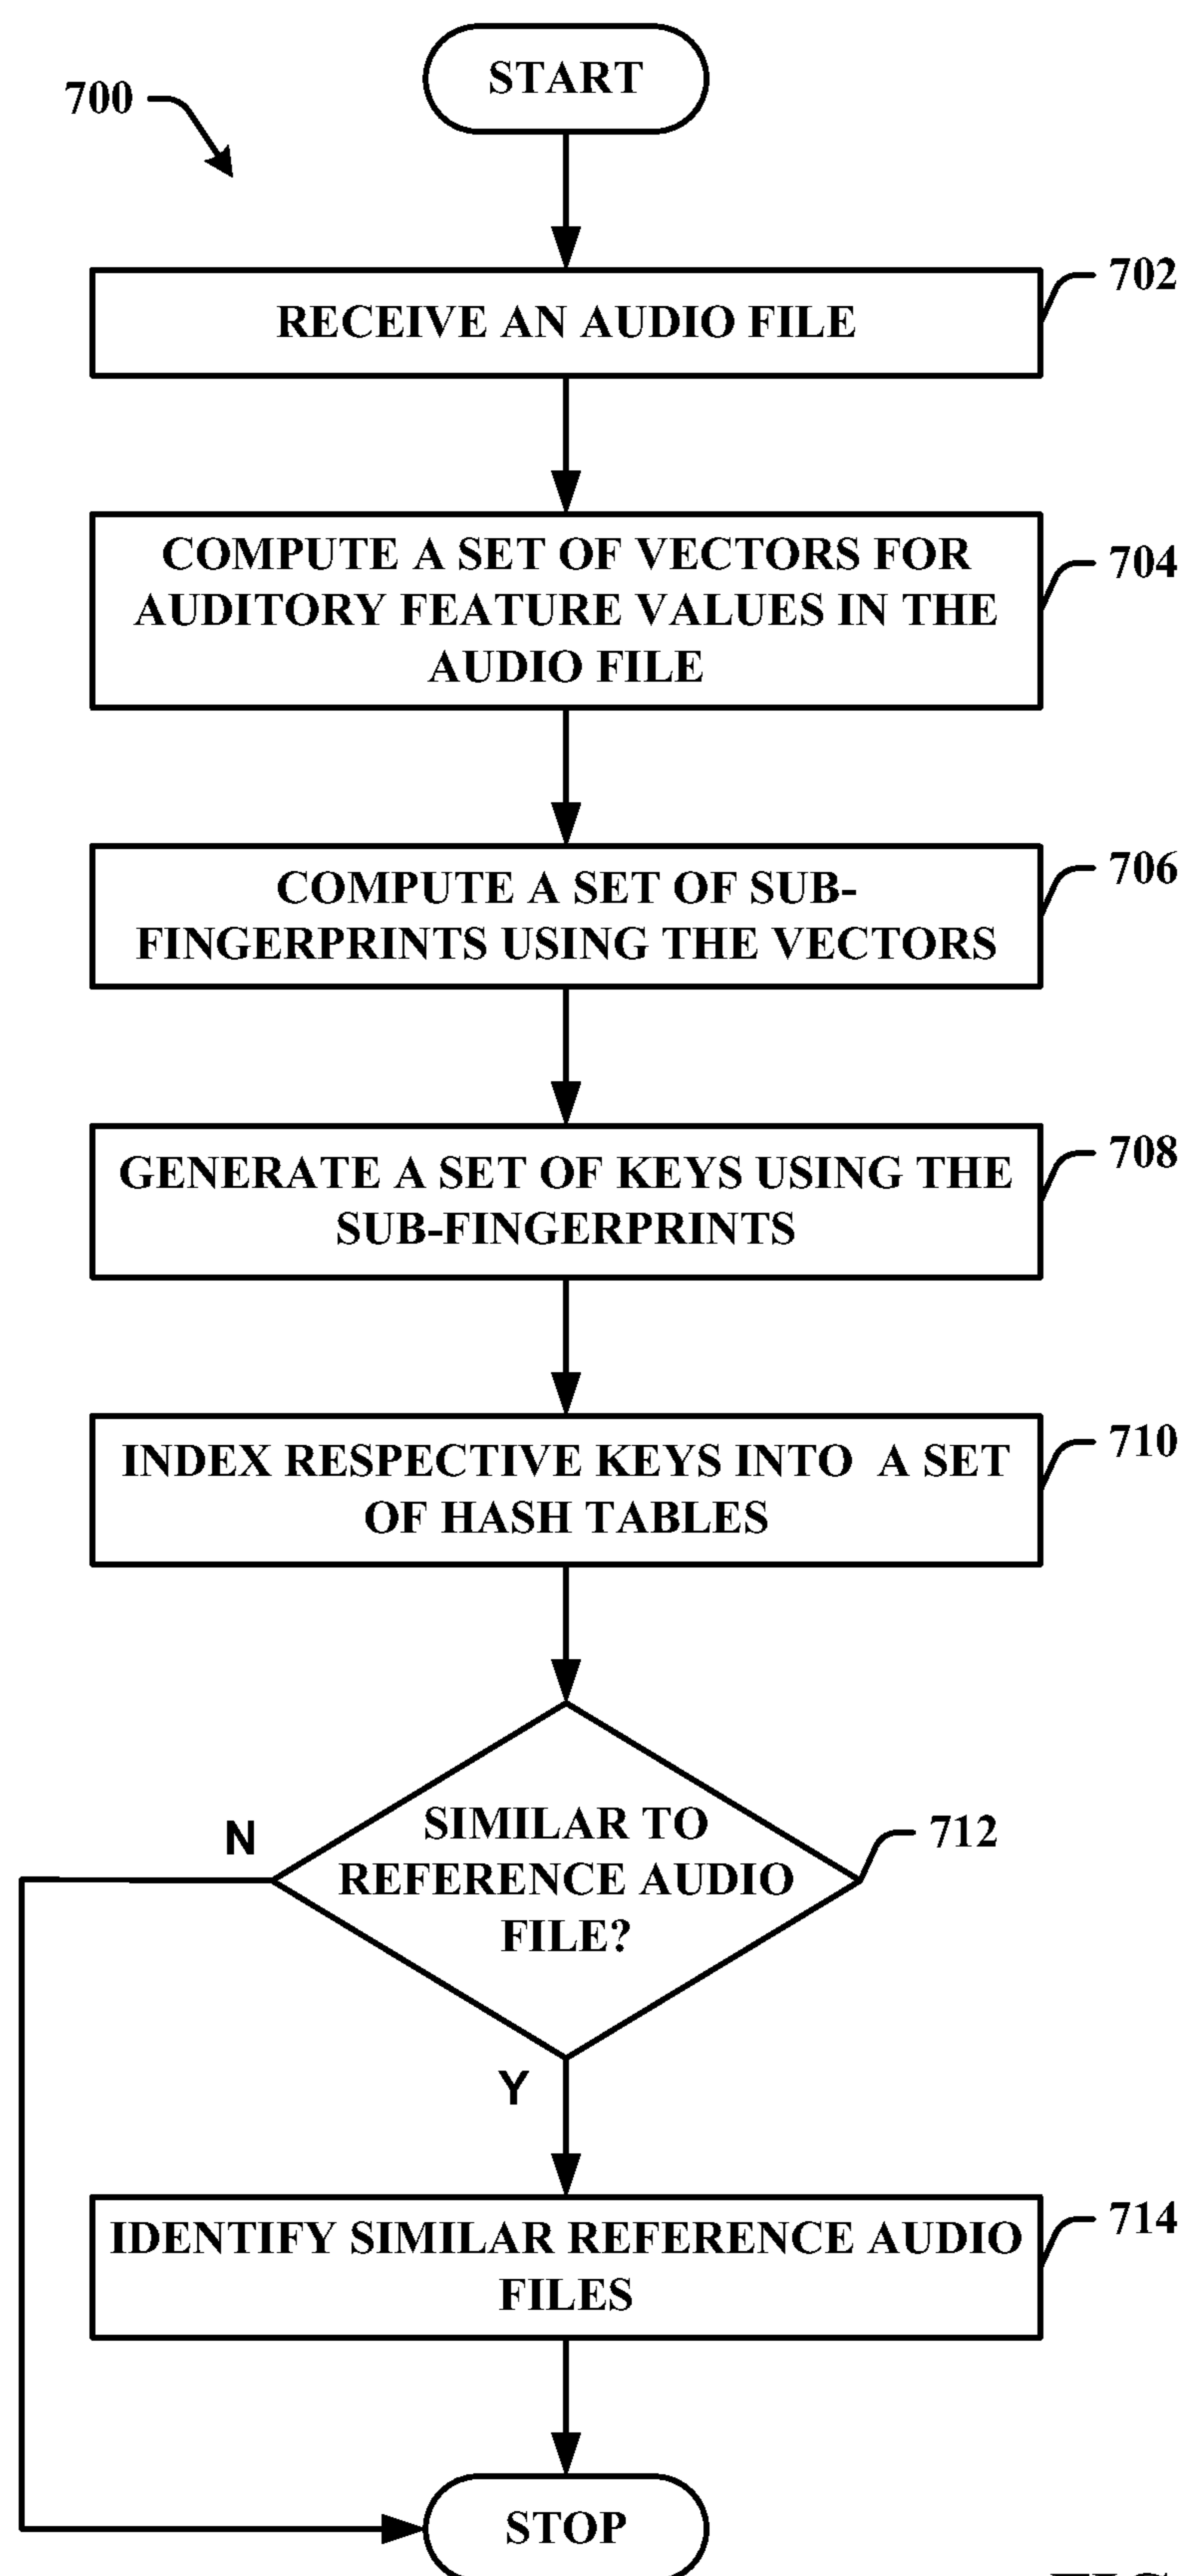 START
700
RECEIVE AN AUDIO FILE
702
COMPUTE A SET OF VECTORS FOR
AUDITORY FEATURE VALUES IN THE
AUDIO FILE
704
COMPUTE A SET OF SUB-
FINGERPRINTS USING THE VECTORS
706
GENERATE A SET OF KEYS USING THE
SUB-FINGERPRINTS
708
INDEX RESPECTIVE KEYS INTO A SET
OF HASH TABLES
710
SIMILAR TO
REFERENCE AUDIO
FILE?
712
N
Y
IDENTIFY SIMILAR REFERENCE AUDIO
FILES
714
STOP